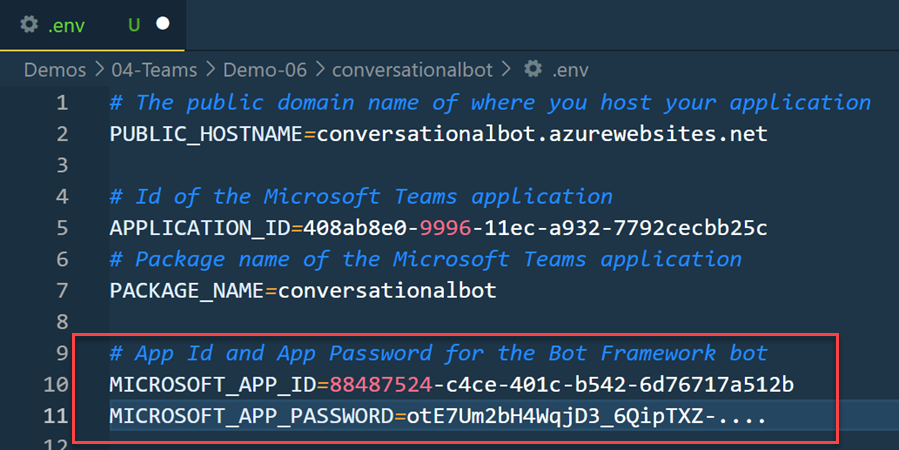 .env U
Demos > 04-Teams > Demo-06 > conversationalbot > .env
1 # The public domain name of where you host your application
2 PUBLIC_HOSTNAME=conversationalbot.azurewebsites.net
3
4 # Id of the Microsoft Teams application
5 APPLICATION_ID=408ab8e0-9996-11ec-a932-7792cecbb25c
6 # Package name of the Microsoft Teams application
7 PACKAGE_NAME=conversationalbot
8
9 # App Id and App Password for the Bot Framework bot
10 MICROSOFT_APP_ID=88487524-c4ce-401c-b542-6d76717a512b
11 MICROSOFT_APP_PASSWORD=otE7Um2bH4WqjD3_6QipTXZ-....
12